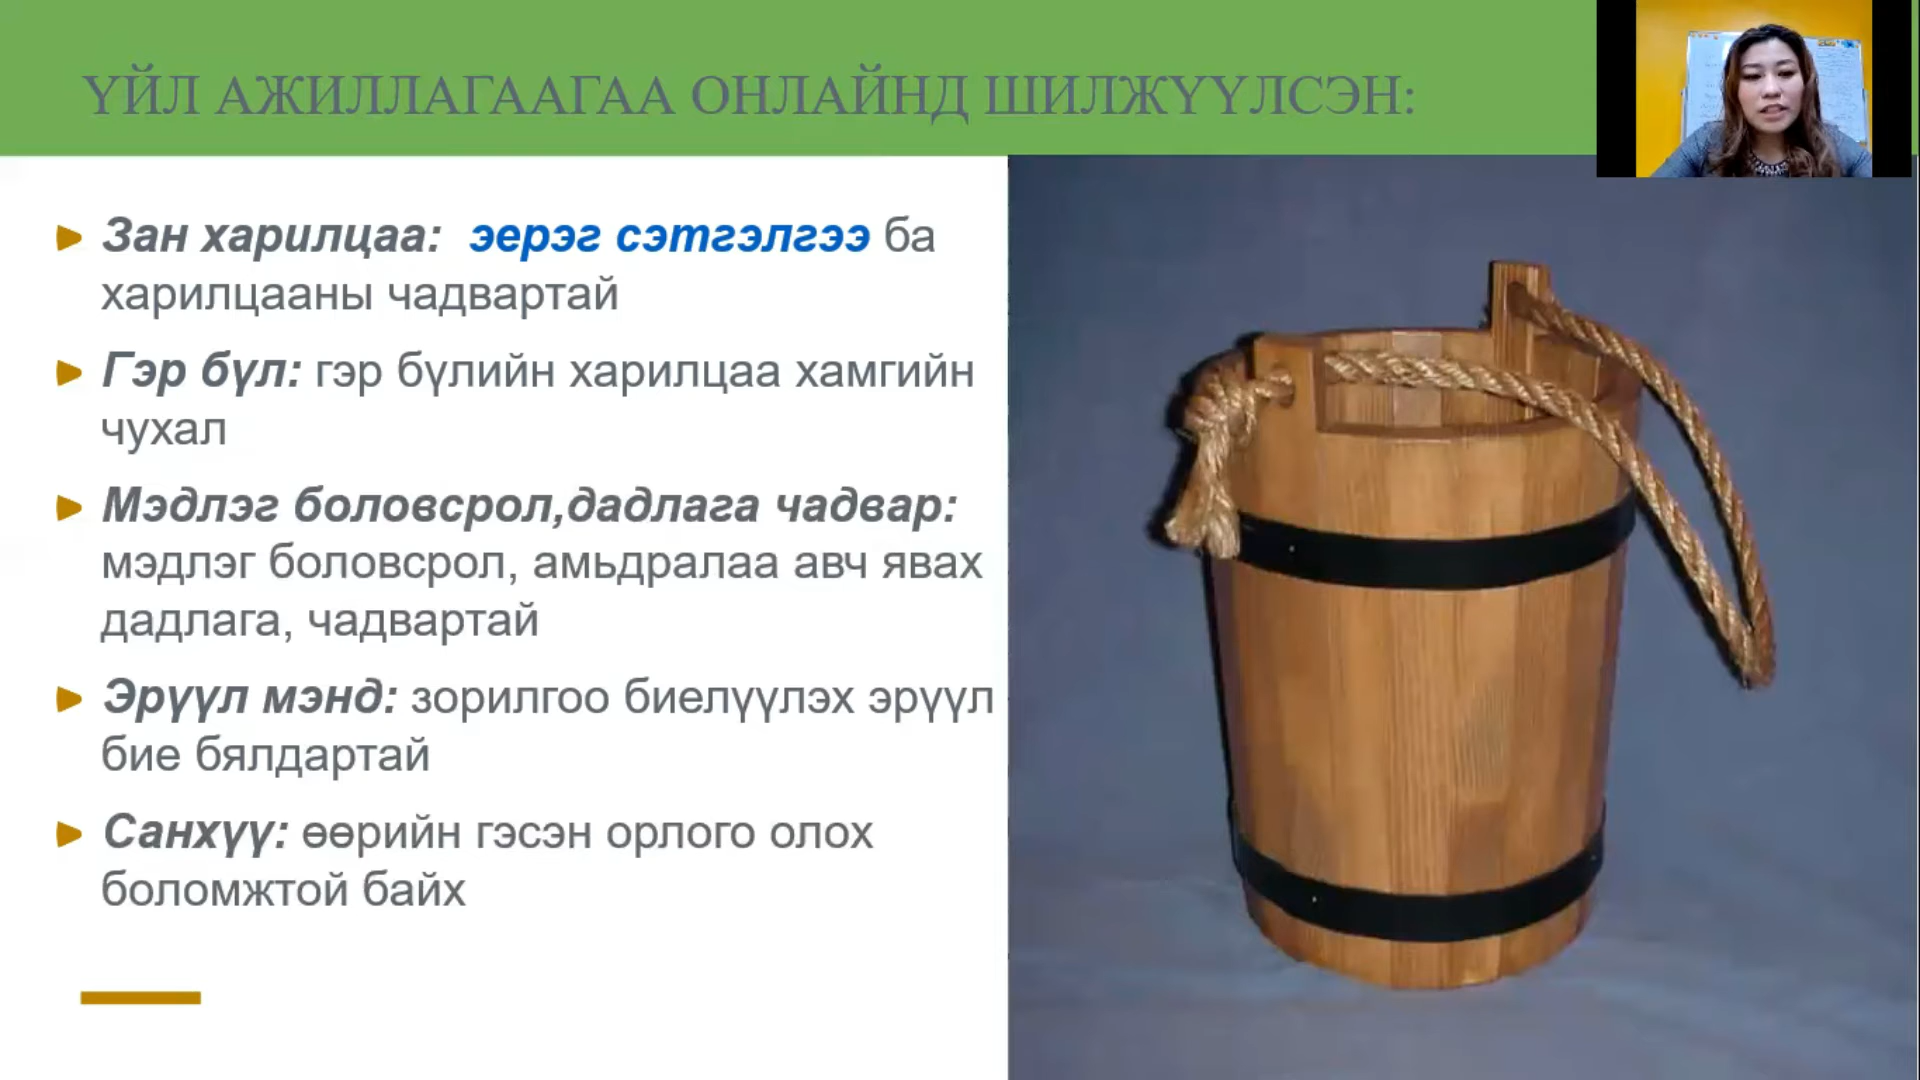 ҮЙЛ АЖИЛЛАГААГАА ОНЛАЙНД ШИЛЖҮҮЛСЭН:
Зан харилцаа: эерэг сэтгэлгээ ба
харилцааны чадвартай
Гэр бүл: гэр бүлийн харилцаа хамгийн
чухал
Мэдлэг боловсрол,дадлага чадвар:
мэдлэг боловсрол, амьдралаа авч явах
дадлага, чадвартай
Эрүүл мэнд: зорилгоо биелүүлэх эрүүл
бие бялдартай
Санхүү: өөрийн гэсэн орлого олох
боломжтой байх